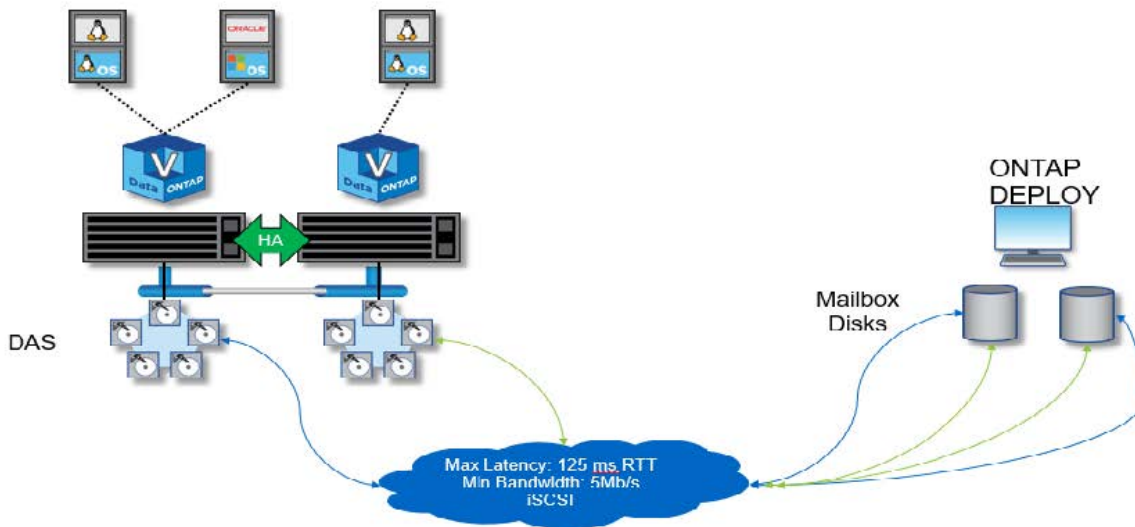 ORACLE
OS
OS
OS
V
Data ONTAP
V
Data ONTAP
HA
DAS
ONTAP
DEPLOY
Mailbox
Disks
Max Latency: 125 ms RTT
Min Bandwidth: 5Mb/s
iSCSI